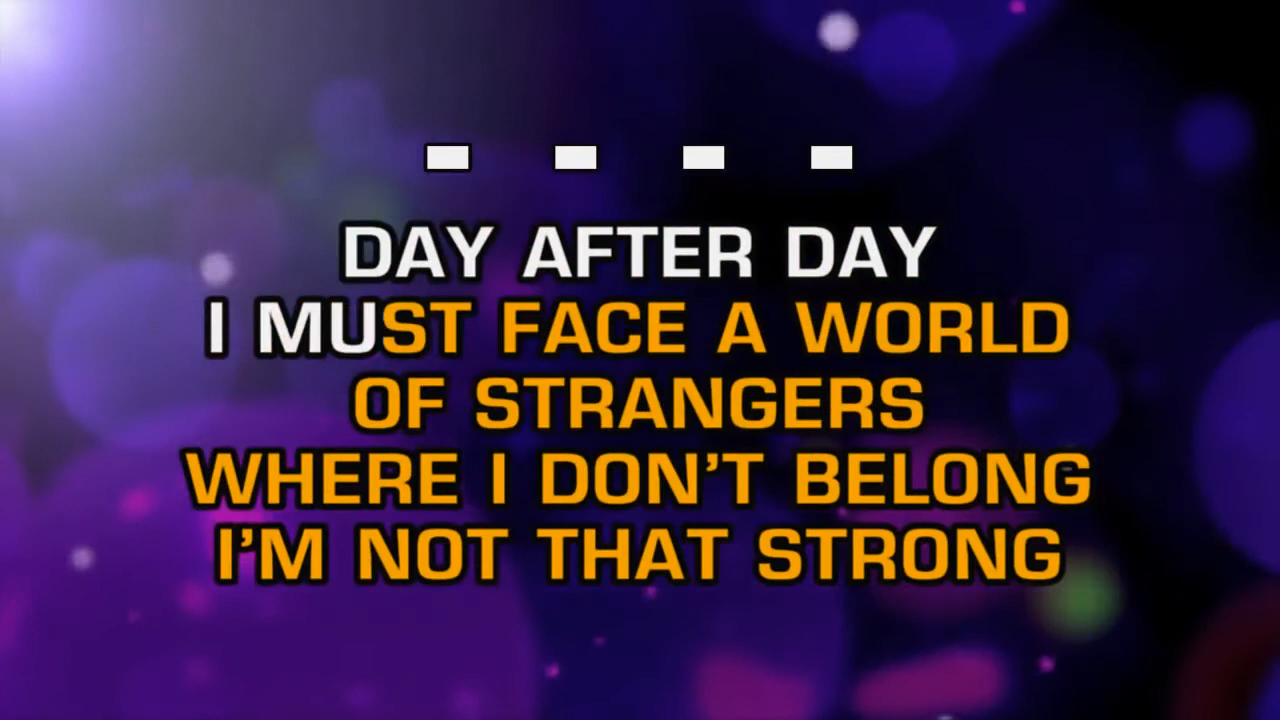 DAY AFTER DAY
I MUST FACE A WORLD
OF STRANGERS
WHERE I DON’T BELONG
I’M NOT THAT STRONG